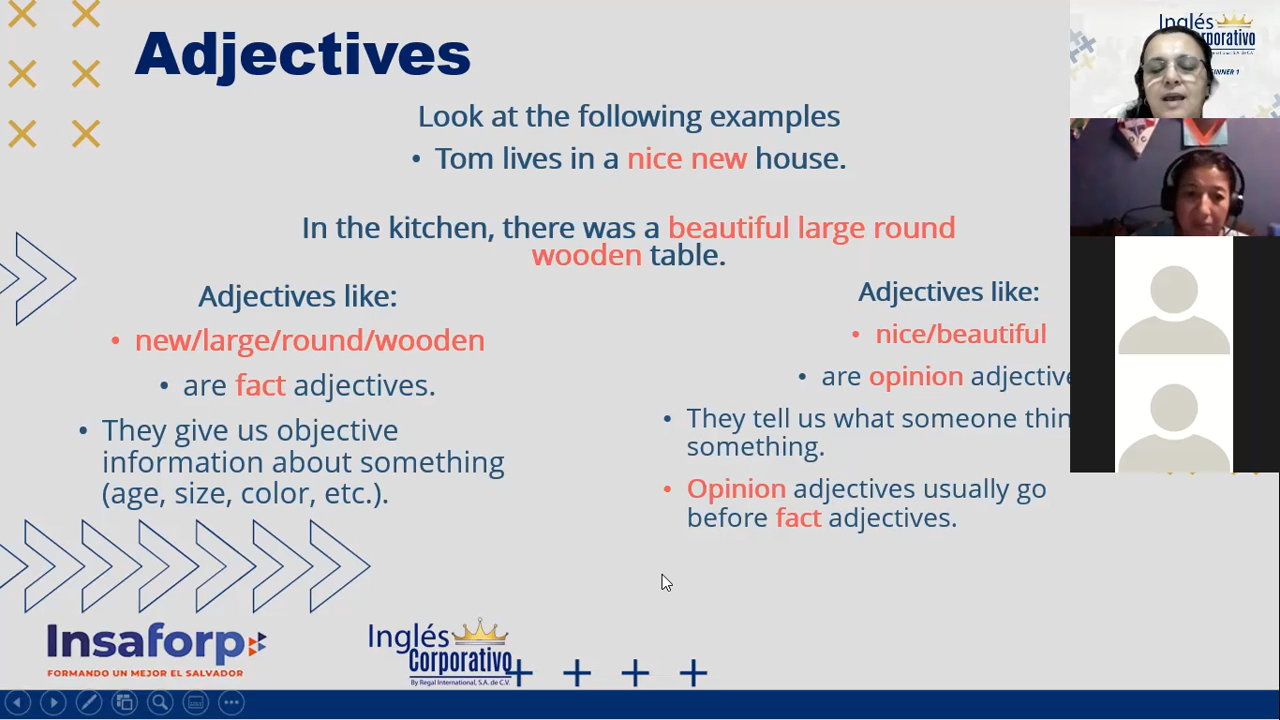 Adjectives
Look at the following examples
• Tom lives in a nice new house.
In the kitchen, there was a beautiful large round
wooden table.
Adjectives like:
• new/large/round/wooden
• are fact adjectives.
• They give us objective
information about something
(age, size, color, etc.).
Adjectives like:
• nice/beautiful
• are opinion
• They tell us what someone
something.
• Opinion adjectives usually go
before fact adjectives.
Insaforp
FORMANDO UN MEJOR EL SALVADOR
Inglés
Corporativo
By Regal International, S.A. de C.V.
Inglés